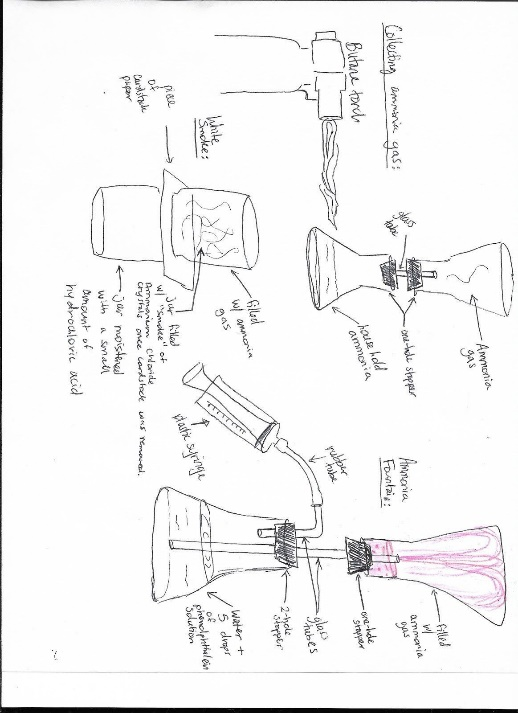 Collecting ammonia gas:
Butane torch
glass
tube
one-hole stopper
Ammonia
gas
household
ammonia
White
Smoke:
piece
of
cardstock
paper
filled
w/ ammonia
gas
jar filled
w/ "smoke" of
Ammonium chloride
crystals once cardstock was removed.
jar moistened
with a small
amount of
hydrochloric acid
Ammonia
Fountain:
plastic syringe
rubber
tube
filled
w/
ammonia
gas
one-hole
stopper
glass
tubes
2-hole
stopper
Water +
5 drops
of
phenolphthalein
solution